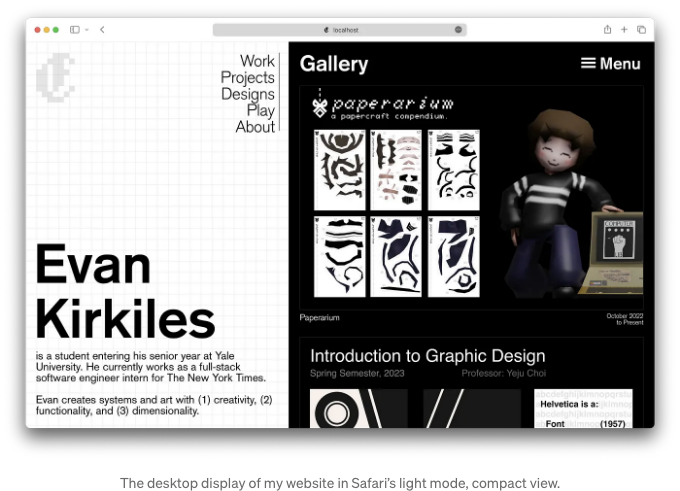 localhost
Work
Projects
Designs
Play
About
Evan
Kirkiles
is a student entering his senior year at Yale
University. He currently works as a full-stack
software engineer intern for The New York Times.
Evan creates systems and art with (1) creativity, (2)
functionality, and (3) dimensionality.
Gallery
Menu
paperarium
a papercraft compendium.
Paperarium
October 2022
to Present
Introduction to Graphic Design
Spring Semester, 2023
Professor: Yeju Choi
Helvetica is a:
Font (1957)
The desktop display of my website in Safari's light mode, compact view.